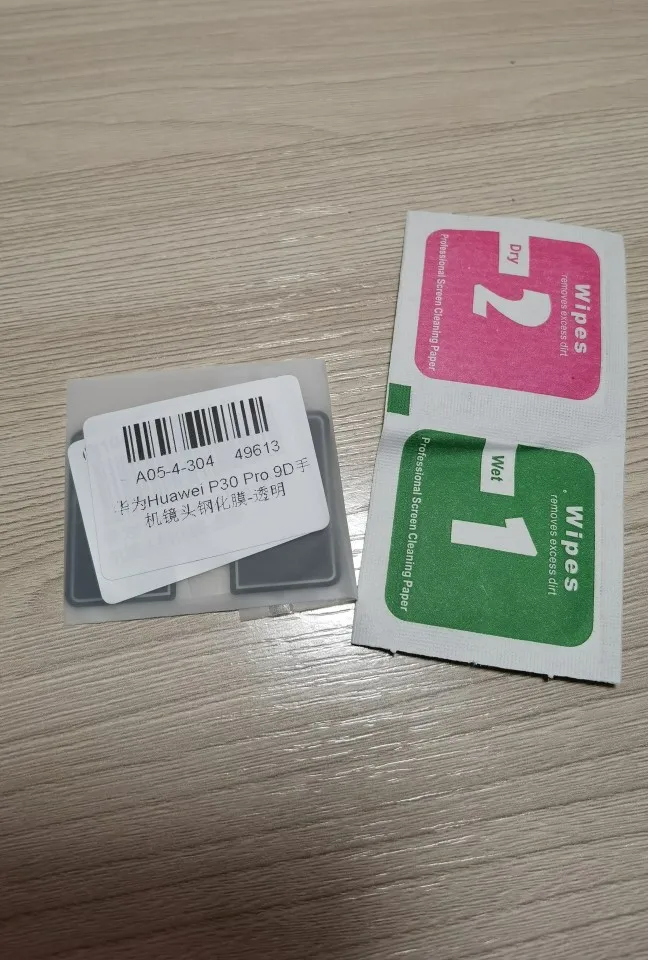 A05-4-304 49613
华为Huawei P30 Pro 9D手
机镜头钢化膜-透明
Dry
2
Wipes
removes excess dirt
Professional Screen Cleaning Paper
Wet
1
Wipes
removes excess dirt
Professional Screen Cleaning Paper